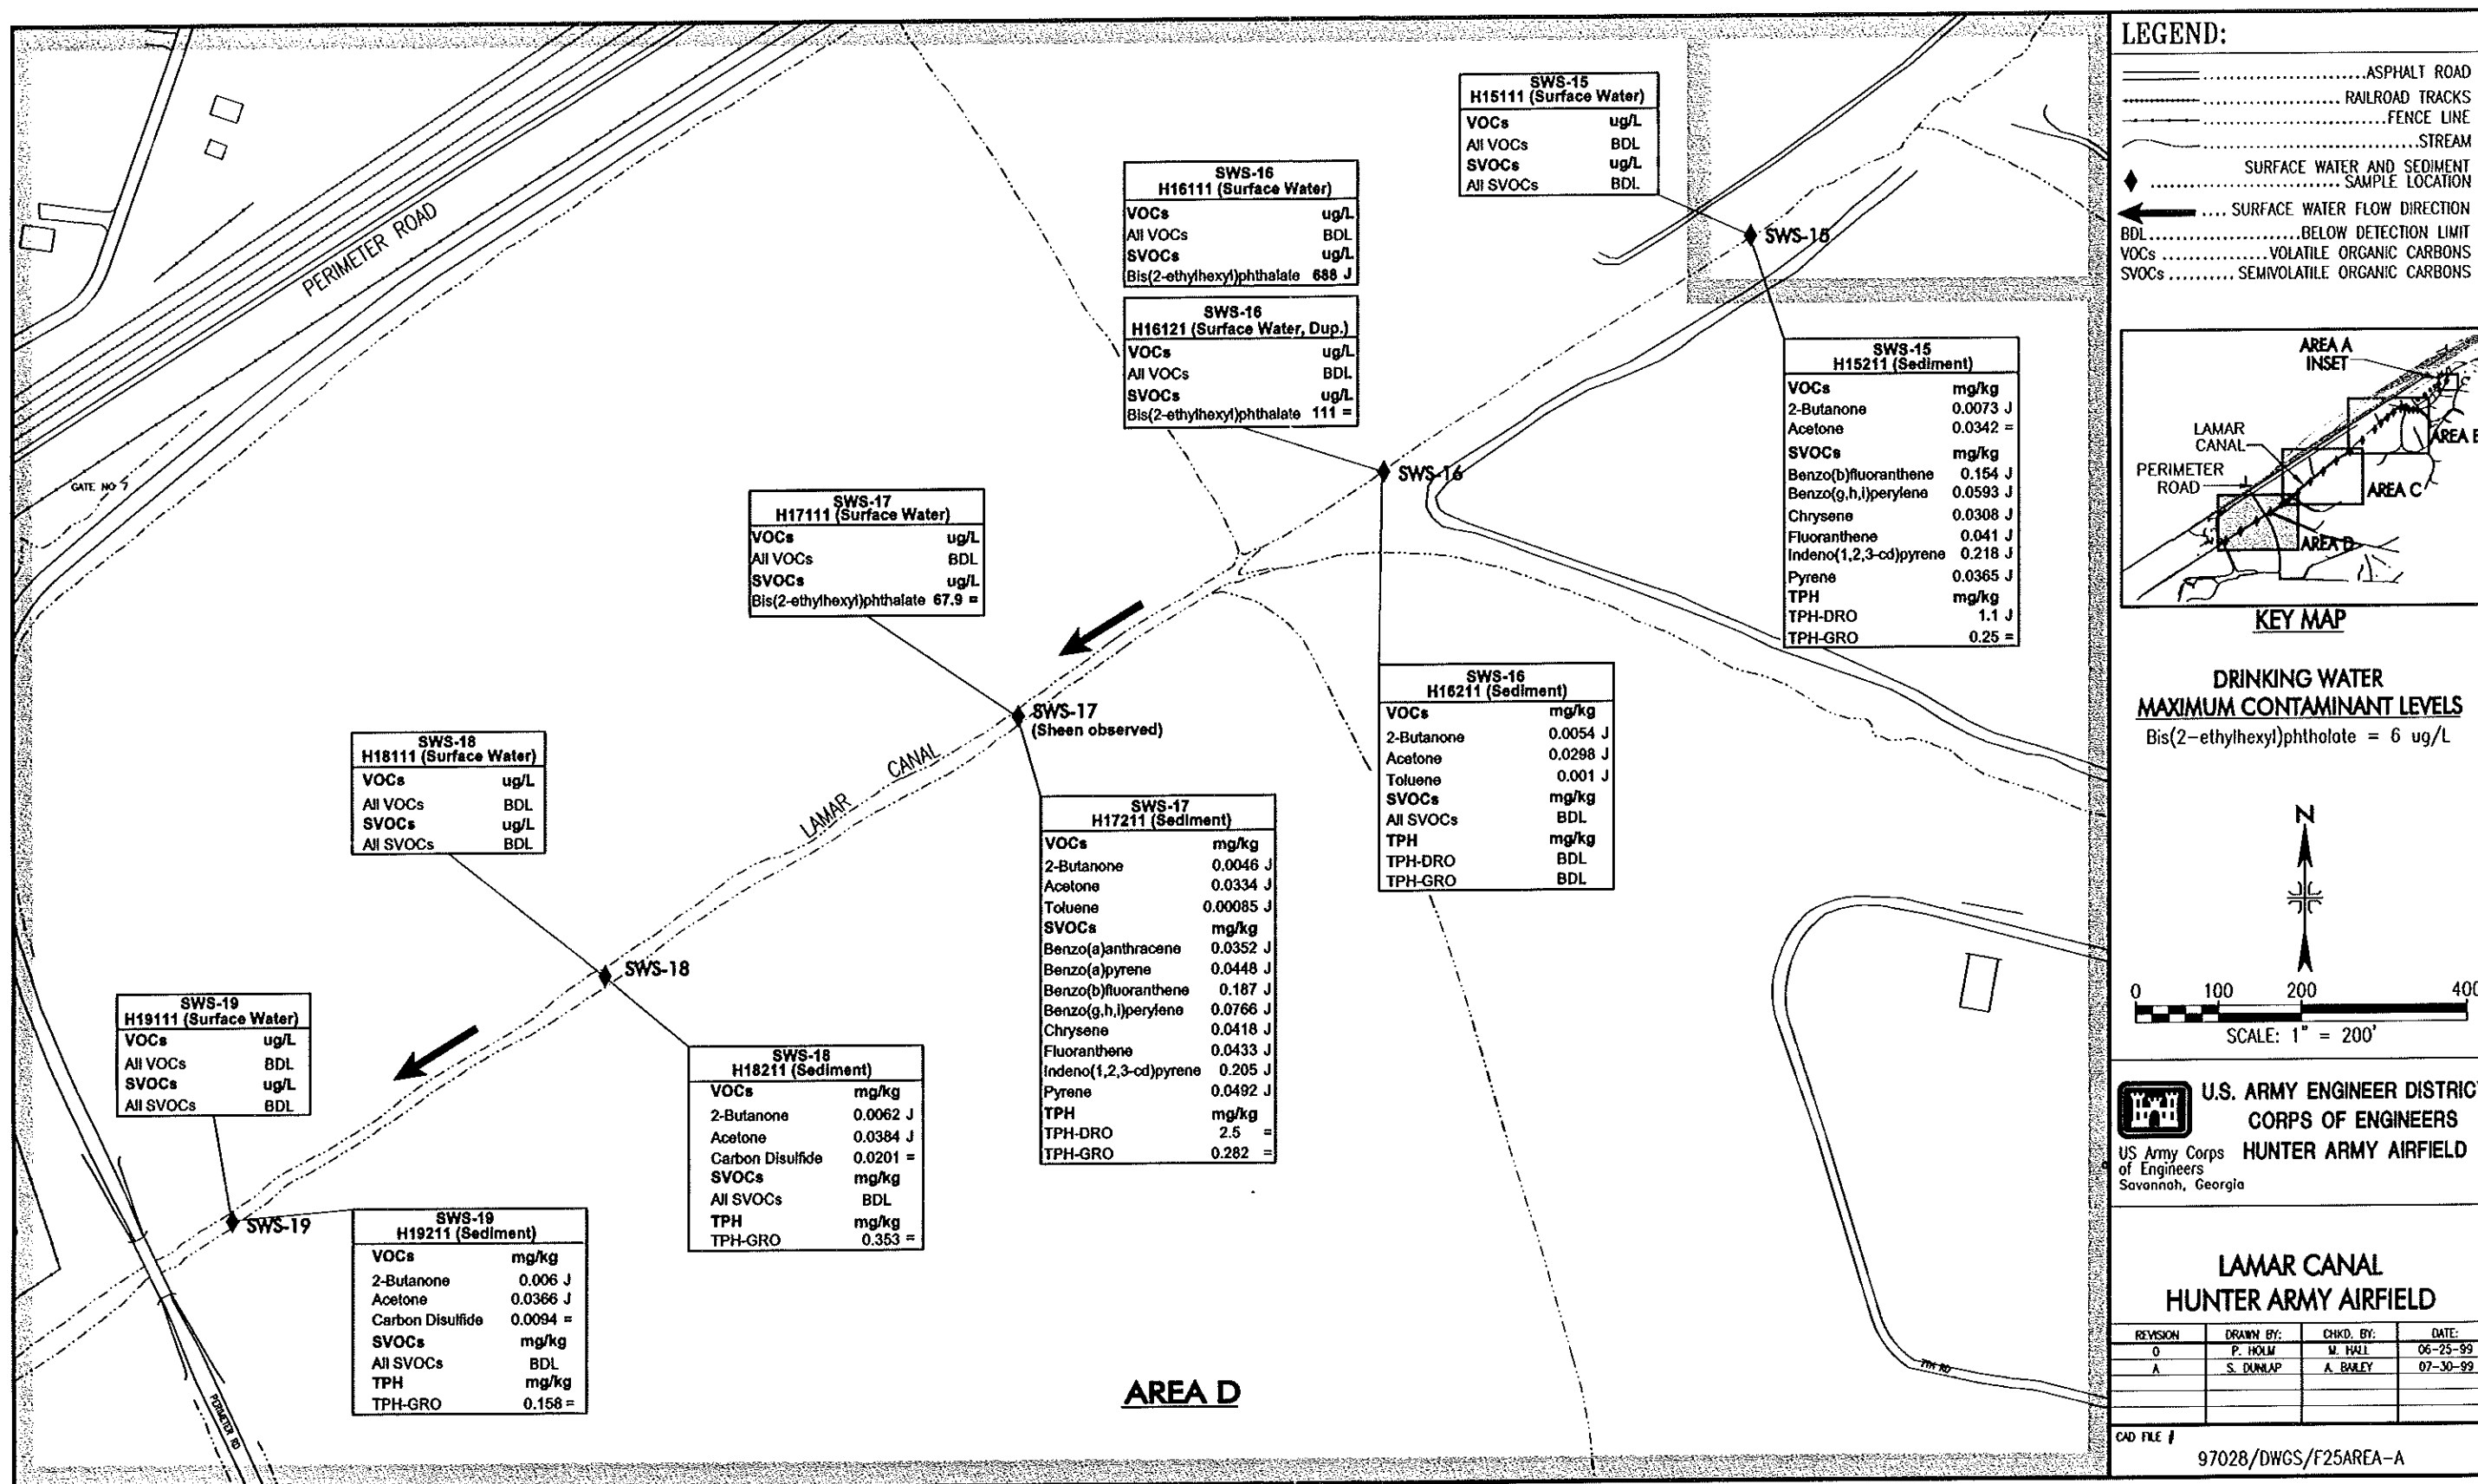 PERIMETER ROAD
GATE NO 7
SWS-15
H15111 (Surface Water)
VOCs ug/L
All VOCs BDL
SVOCs ug/L
All SVOCs BDL
SWS-16
H16111 (Surface Water)
VOCs ug/L
All VOCs BDL
SVOCs ug/L
Bis(2-ethylhexyl)phthalate 688 J
SWS-16
H16121 (Surface Water, Dup.)
VOCs ug/L
All VOCs BDL
SVOCs ug/L
Bis(2-ethylhexyl)phthalate 111 =
SWS-15
SWS-15
H15211 (Sediment)
VOCs mg/kg
2-Butanone 0.0073 J
Acetone 0.0342 =
SVOCs mg/kg
Benzo(b)fluoranthene 0.154 J
Benzo(g,h,i)perylene 0.0593 J
Chrysene 0.0308 J
Fluoranthene 0.041 J
Indeno(1,2,3-cd)pyrene 0.218 J
Pyrene 0.0365 J
TPH mg/kg
TPH-DRO 1.1 J
TPH-GRO 0.25 =
SWS-16
SWS-17
H17111 (Surface Water)
VOCs ug/L
All VOCs BDL
SVOCs ug/L
Bis(2-ethylhexyl)phthalate 67.9 =
SWS-16
H16211 (Sediment)
VOCs mg/kg
2-Butanone 0.0054 J
Acetone 0.0298 J
Toluene 0.001 J
SVOCs mg/kg
All SVOCs BDL
TPH mg/kg
TPH-DRO BDL
TPH-GRO BDL
SWS-17
(Sheen observed)
LAMAR CANAL
SWS-18
H18111 (Surface Water)
VOCs ug/L
All VOCs BDL
SVOCs ug/L
All SVOCs BDL
SWS-17
H17211 (Sediment)
VOCs mg/kg
2-Butanone 0.0046 J
Acetone 0.0334 J
Toluene 0.00085 J
SVOCs mg/kg
Benzo(a)anthracene 0.0352 J
Benzo(a)pyrene 0.0448 J
Benzo(b)fluoranthene 0.187 J
Benzo(g,h,i)perylene 0.0766 J
Chrysene 0.0418 J
Fluoranthene 0.0433 J
Indeno(1,2,3-cd)pyrene 0.205 J
Pyrene 0.0492 J
TPH mg/kg
TPH-DRO 2.5 =
TPH-GRO 0.282 =
SWS-18
SWS-19
H19111 (Surface Water)
VOCs ug/L
All VOCs BDL
SVOCs ug/L
All SVOCs BDL
SWS-18
H18211 (Sediment)
VOCs mg/kg
2-Butanone 0.0062 J
Acetone 0.0384 J
Carbon Disulfide 0.0201 =
SVOCs mg/kg
All SVOCs BDL
TPH mg/kg
TPH-GRO 0.353 =
SWS-19
SWS-19
H19211 (Sediment)
VOCs mg/kg
2-Butanone 0.006 J
Acetone 0.0366 J
Carbon Disulfide 0.0094 =
SVOCs mg/kg
All SVOCs BDL
TPH mg/kg
TPH-GRO 0.158 =
PERIMETER RD
7TH RD
AREA D
LEGEND:
ASPHALT ROAD
RAILROAD TRACKS
FENCE LINE
STREAM
SURFACE WATER AND SEDIMENT
SAMPLE LOCATION
SURFACE WATER FLOW DIRECTION
BDL BELOW DETECTION LIMIT
VOCs VOLATILE ORGANIC CARBONS
SVOCs SEMIVOLATILE ORGANIC CARBONS
AREA A
INSET
LAMAR
CANAL
AREA B
PERIMETER
ROAD
AREA C
AREA D
KEY MAP
DRINKING WATER
MAXIMUM CONTAMINANT LEVELS
Bis(2-ethylhexyl)phtholote = 6 ug/L
N
0 100 200 400
SCALE: 1" = 200'
U.S. ARMY ENGINEER DISTRICT
CORPS OF ENGINEERS
HUNTER ARMY AIRFIELD
US Army Corps
of Engineers
Savannah, Georgia
LAMAR CANAL
HUNTER ARMY AIRFIELD
REVISION DRAWN BY: CHKD. BY: DATE:
0 P. HOLM M. HALL 06-25-99
A S. DUNLAP A. BAILEY 07-30-99
CAD FILE #
97028/DWGS/F25AREA-A